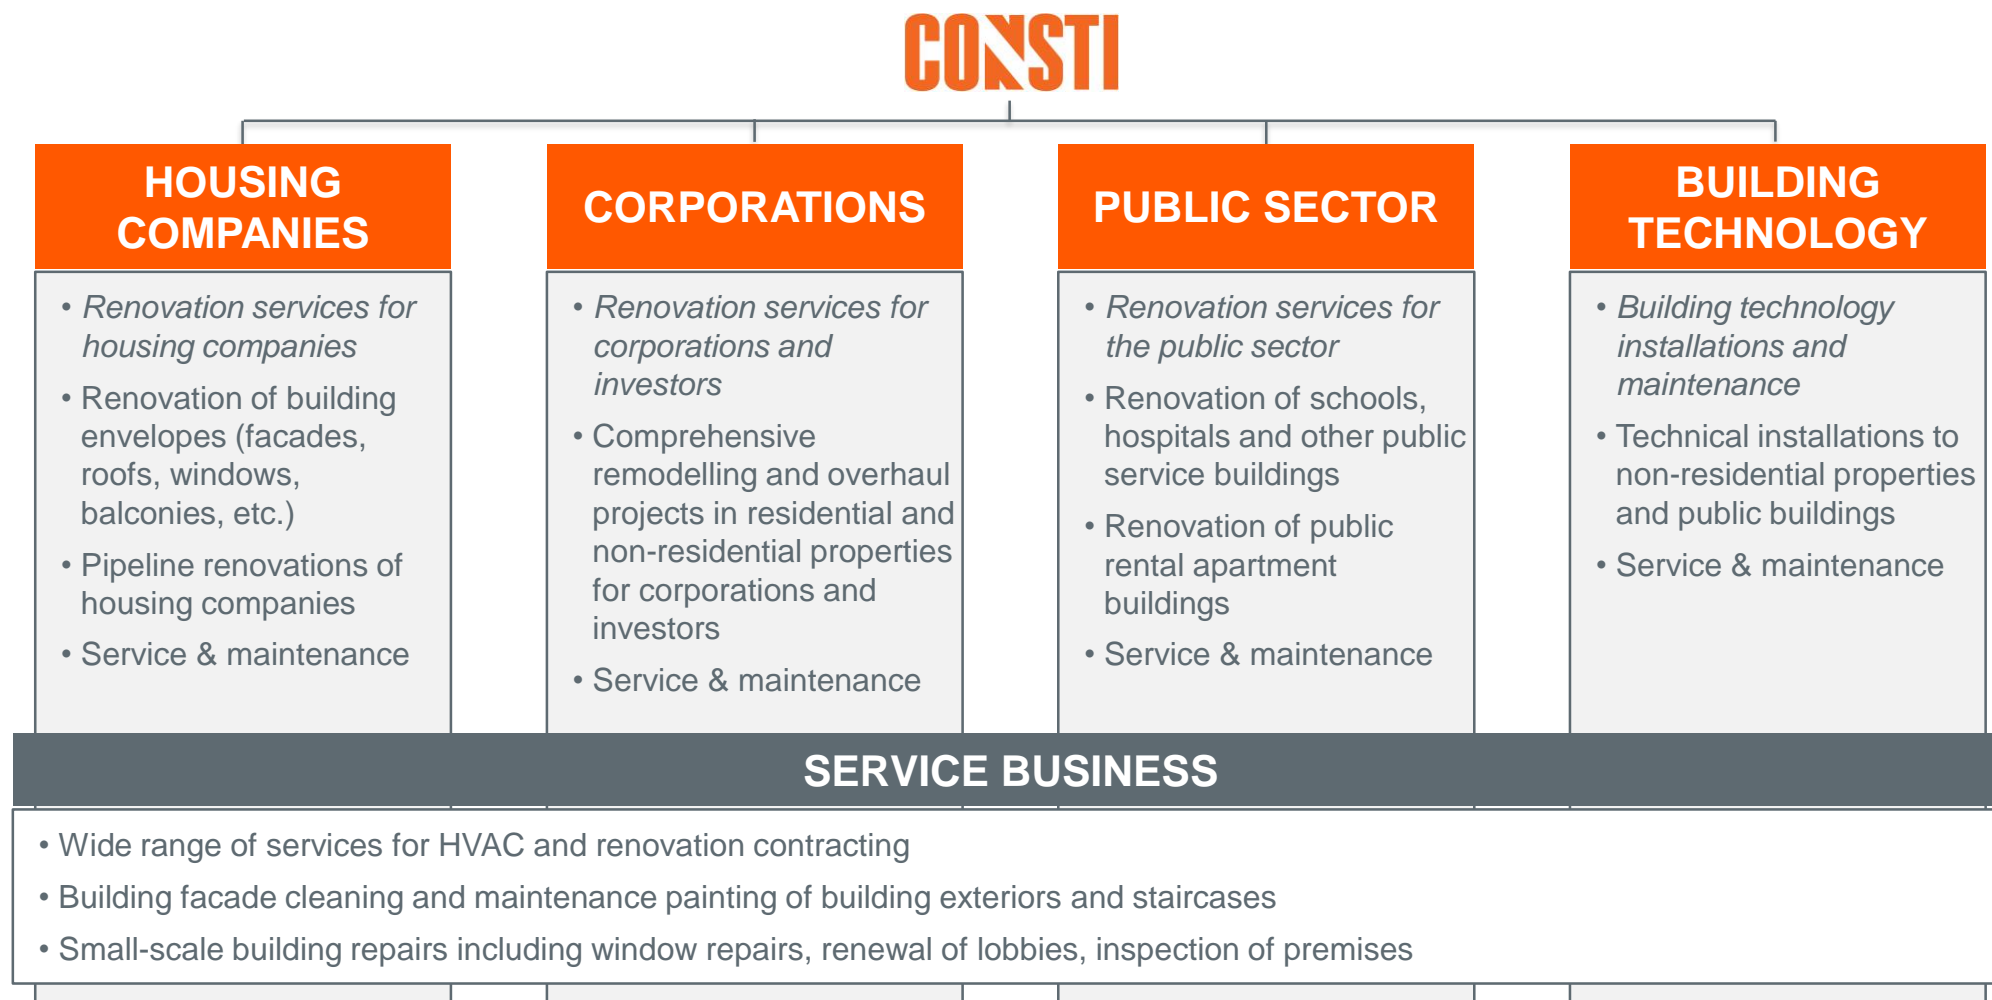 CONSTI
HOUSING
COMPANIES
• Renovation services for
housing companies
• Renovation of building
envelopes (facades,
roofs, windows,
balconies, etc.)
• Pipeline renovations of
housing companies
• Service & maintenance
CORPORATIONS
• Renovation services for
corporations and
investors
• Comprehensive
remodelling and overhaul
projects in residential and
non-residential properties
for corporations and
investors
• Service & maintenance
PUBLIC SECTOR
• Renovation services for
the public sector
• Renovation of schools,
hospitals and other public
service buildings
• Renovation of public
rental apartment
buildings
• Service & maintenance
BUILDING
TECHNOLOGY
• Building technology
installations and
maintenance
• Technical installations to
non-residential properties
and public buildings
• Service & maintenance
SERVICE BUSINESS
• Wide range of services for HVAC and renovation contracting
• Building facade cleaning and maintenance painting of building exteriors and staircases
• Small-scale building repairs including window repairs, renewal of lobbies, inspection of premises